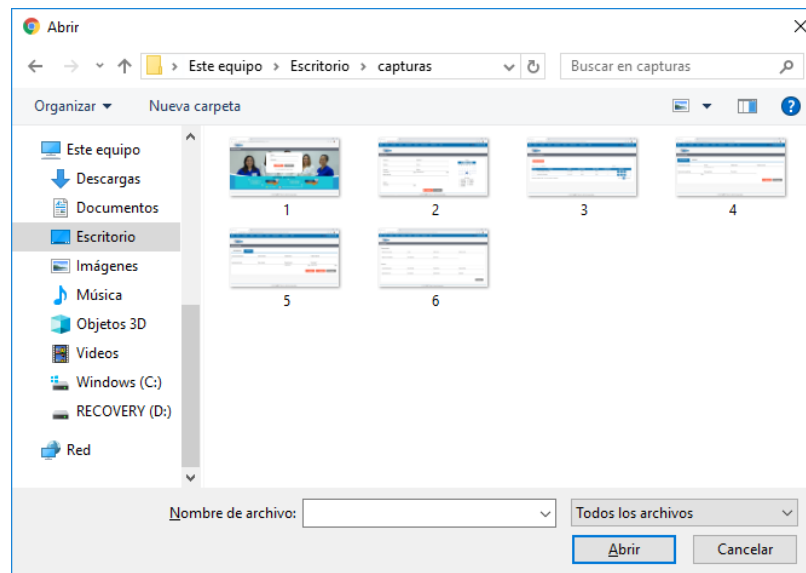 Abrir
Este equipo > Escritorio > capturas
Buscar en capturas
Organizar
Nueva carpeta
Este equipo
Descargas
Documentos
Escritorio
Imágenes
Música
Objetos 3D
Videos
Windows (C:)
RECOVERY (D:)
Red
1
2
3
4
5
6
Nombre de archivo:
Todos los archivos
Abrir
Cancelar